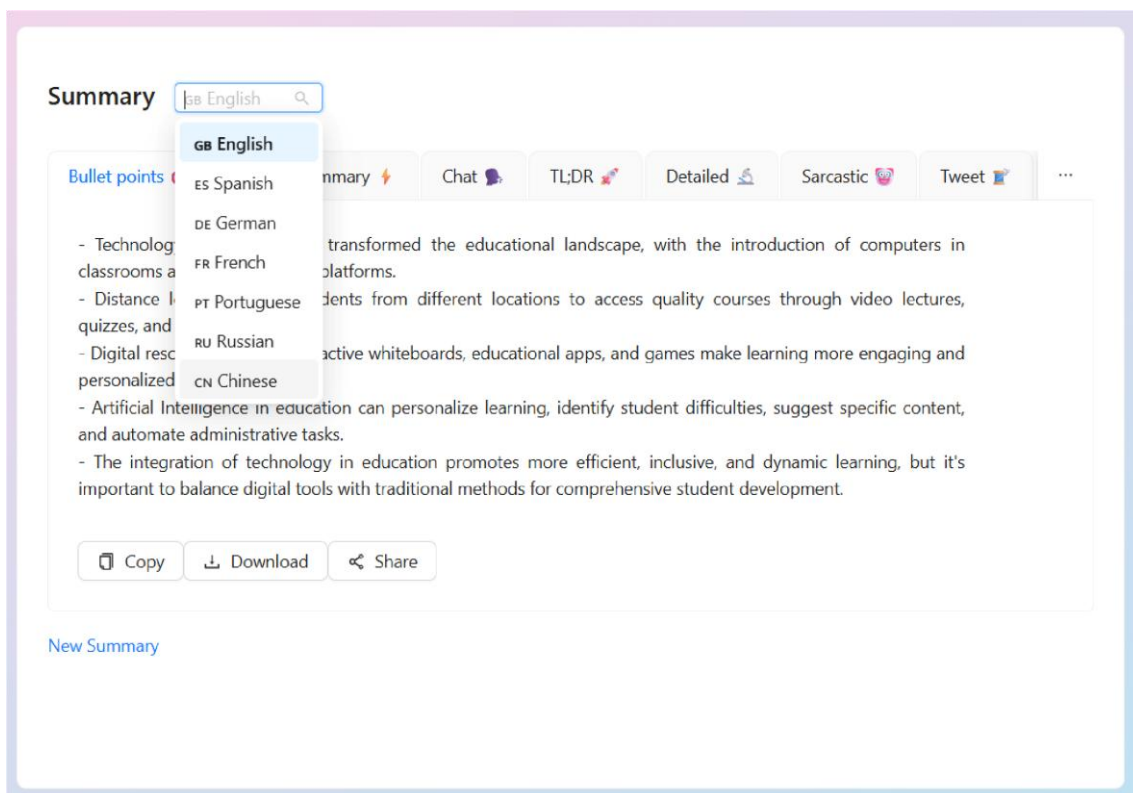 Summary
GB English
GB English
ES Spanish
DE German
FR French
PT Portuguese
RU Russian
CN Chinese
Bullet points
Chat
TL;DR
Detailed
Sarcastic
Tweet
...
- transformed the educational landscape, with the introduction of computers in
classrooms platforms.
- Distance from different locations to access quality courses through video lectures,
quizzes, and
- Digital whiteboards, educational apps, and games make learning more engaging and
personalized
- Artificial Intelligence in education can personalize learning, identify student difficulties, suggest specific content,
and automate administrative tasks.
- The integration of technology in education promotes more efficient, inclusive, and dynamic learning, but it's
important to balance digital tools with traditional methods for comprehensive student development.
Copy
Download
Share
New Summary